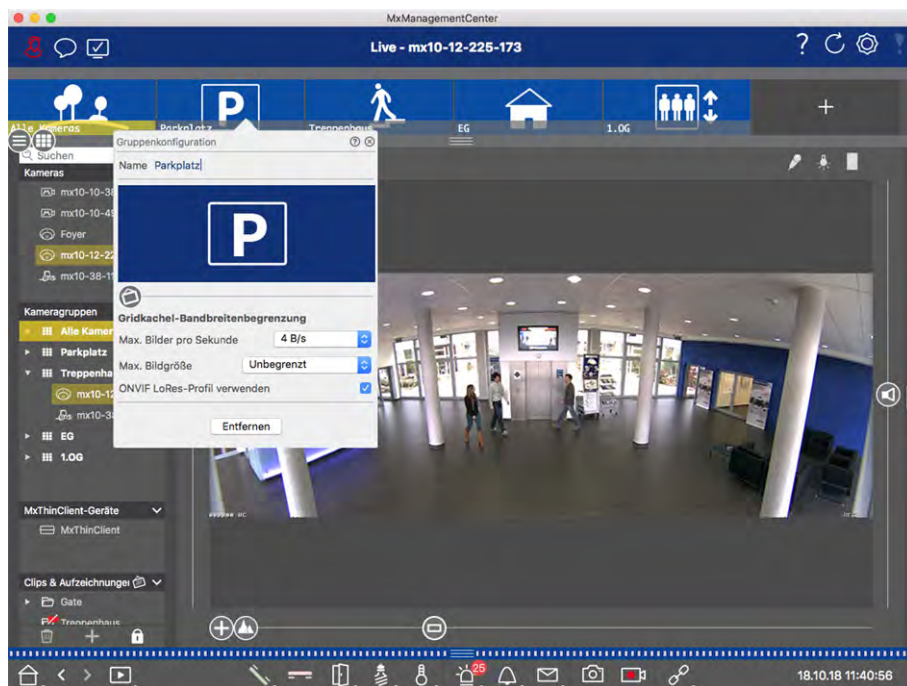 MxManagementCenter
Live - mx10-12-225-173
?
P
+
Alle Kameras
Parkplatz
Treppenhaus
EG
1.OG
Suchen
Kameras
mx10-10-38
mx10-10-49
Foyer
mx10-12-22
mx10-38-11
Kameragruppen
Alle Kamer
Parkplatz
Treppenha
mx10-12
mx10-38
EG
1.OG
MxThinClient-Geräte
MxThinClient
Clips & Aufzeichnungen
Gate
Treppenhaus
Gruppenkonfiguration
Name Parkplatz
P
Gridkachel-Bandbreitenbegrenzung
Max. Bilder pro Sekunde 4 B/s
Max. Bildgröße Unbegrenzt
ONVIF LoRes-Profil verwenden
Entfernen
25
18.10.18 11:40:56